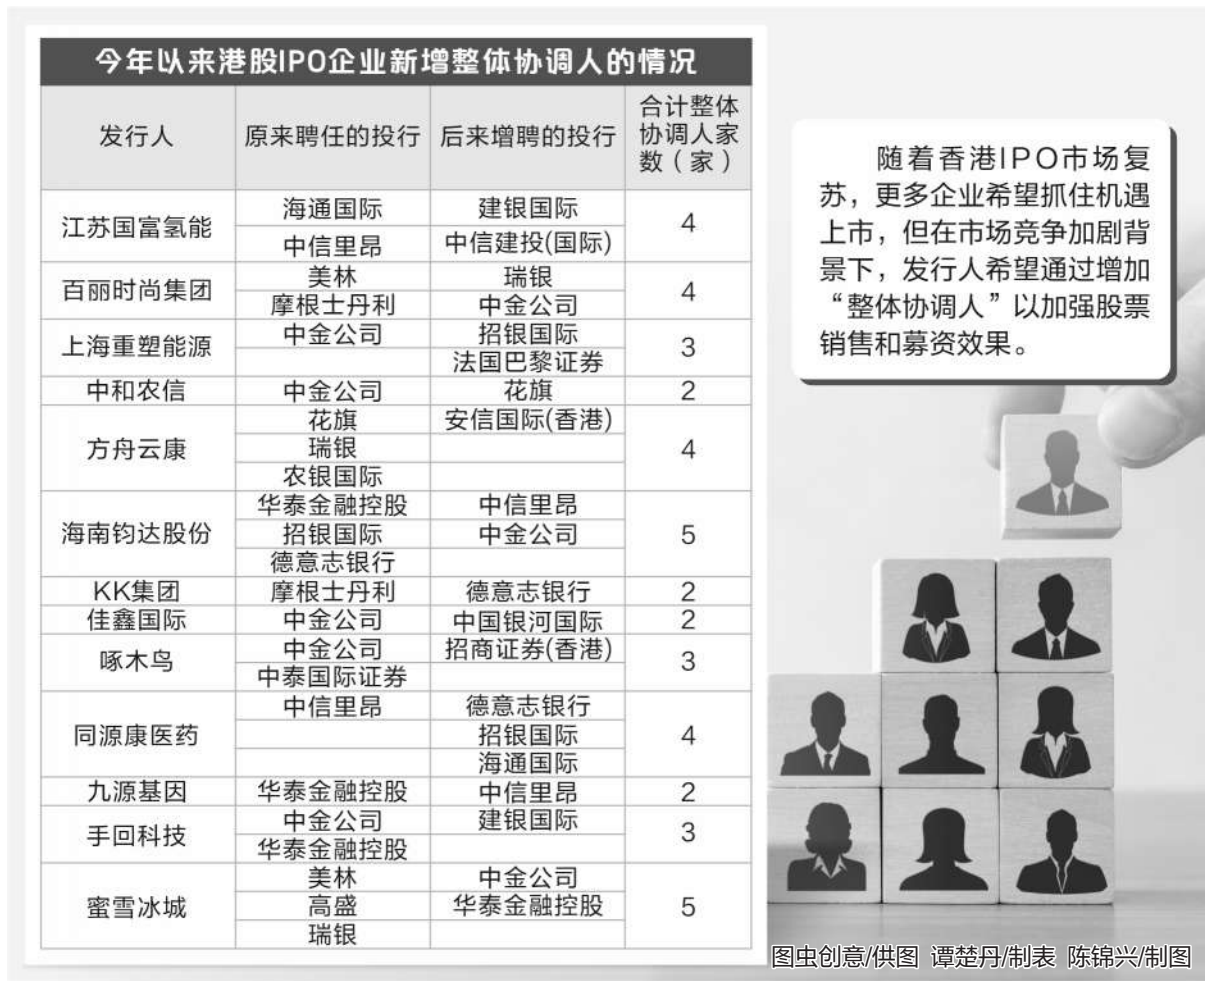 今年以来港股IPO企业新增整体协调人的情况
发行人 原来聘任的投行 后来增聘的投行 合计整体
协调人家
数（家）
江苏国富氢能 海通国际 建银国际 4
中信里昂 中信建投(国际)
百丽时尚集团 美林 瑞银 4
摩根士丹利 中金公司
上海重塑能源 中金公司 招银国际 3
法国巴黎证券
中和农信 中金公司 花旗 2
方舟云康 花旗 安信国际(香港) 4
瑞银
农银国际
海南钧达股份 华泰金融控股 中信里昂 5
招银国际 中金公司
德意志银行
KK集团 摩根士丹利 德意志银行 2
佳鑫国际 中金公司 中国银河国际 2
啄木鸟 中金公司 招商证券(香港) 3
中泰国际证券
同源康医药 中信里昂 德意志银行 4
招银国际
海通国际
九源基因 华泰金融控股 中信里昂 2
手回科技 中金公司 建银国际 3
华泰金融控股
蜜雪冰城 美林 中金公司 5
高盛 华泰金融控股
瑞银
随着香港IPO市场复
苏，更多企业希望抓住机遇
上市，但在市场竞争加剧背
景下，发行人希望通过增加
“整体协调人”以加强股票
销售和募资效果。
图虫创意/供图 谭楚丹/制表 陈锦兴/制图